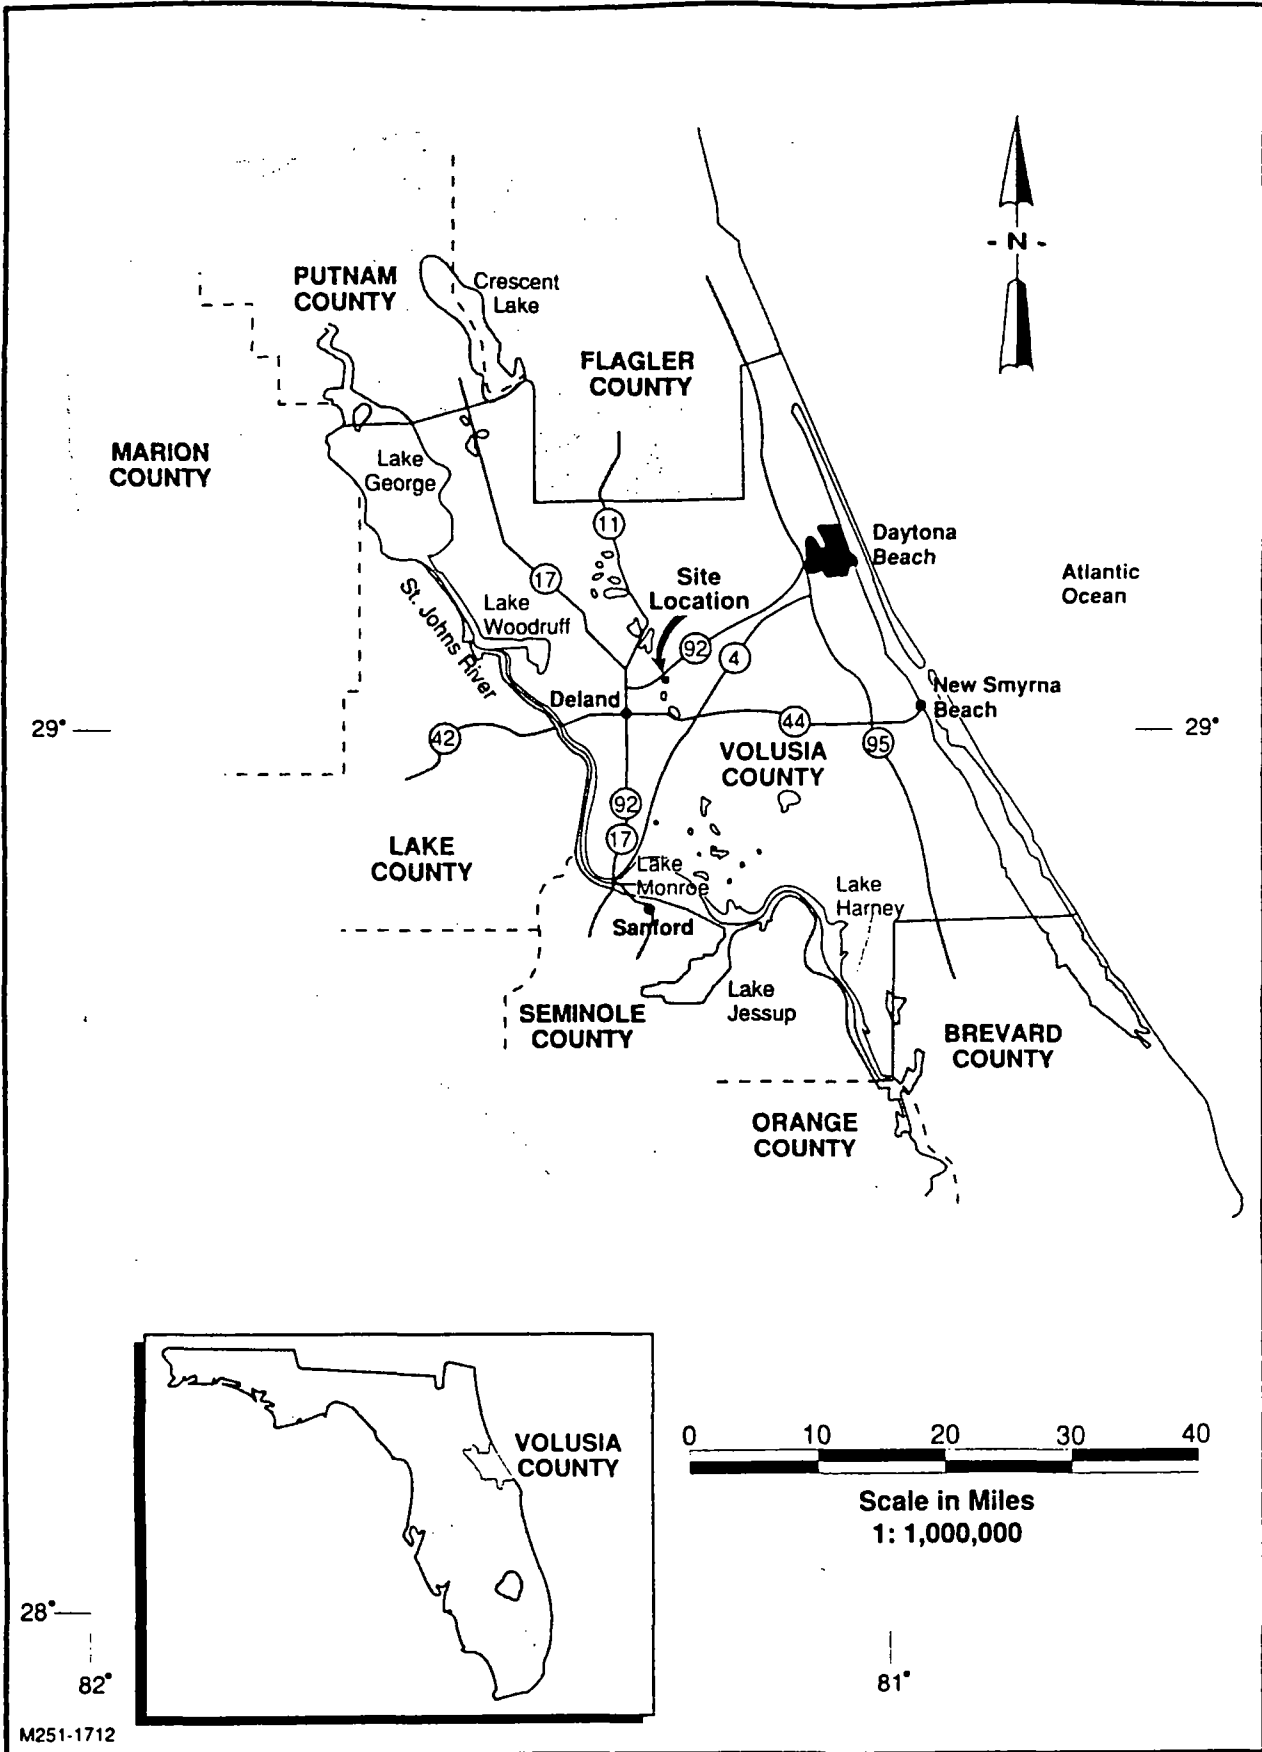 - N -
PUTNAM
COUNTY
Crescent
Lake
FLAGLER
COUNTY
MARION
COUNTY
Lake
George
11
Daytona
Beach
Atlantic
Ocean
17
Site
Location
Lake
Woodruff
St. Johns River
92
4
Deland
New Smyrna
Beach
29°
29°
42
44
95
VOLUSIA
COUNTY
92
17
LAKE
COUNTY
Lake
Monroe
Lake
Harney
Sanford
Lake
Jessup
SEMINOLE
COUNTY
BREVARD
COUNTY
ORANGE
COUNTY
VOLUSIA
COUNTY
0 10 20 30 40
Scale in Miles
1: 1,000,000
28°
82°
81°
M251-1712